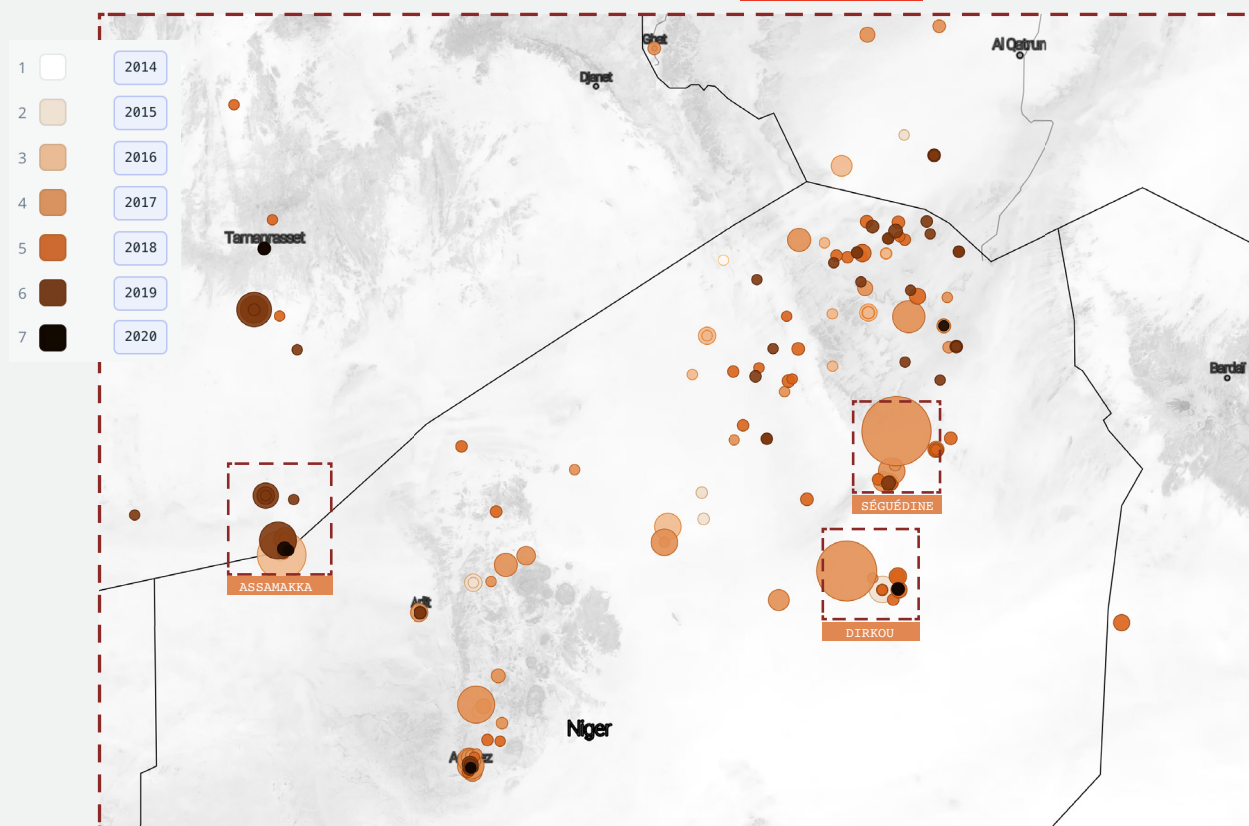 1 2014
2 2015
3 2016
4 2017
5 2018
6 2019
7 2020
Ghat
Djanet
Al Qatrun
Tamanrasset
Bardaï
SÉGUÉDINE
ASSAMAKKA
Arlit
DIRKOU
Niger